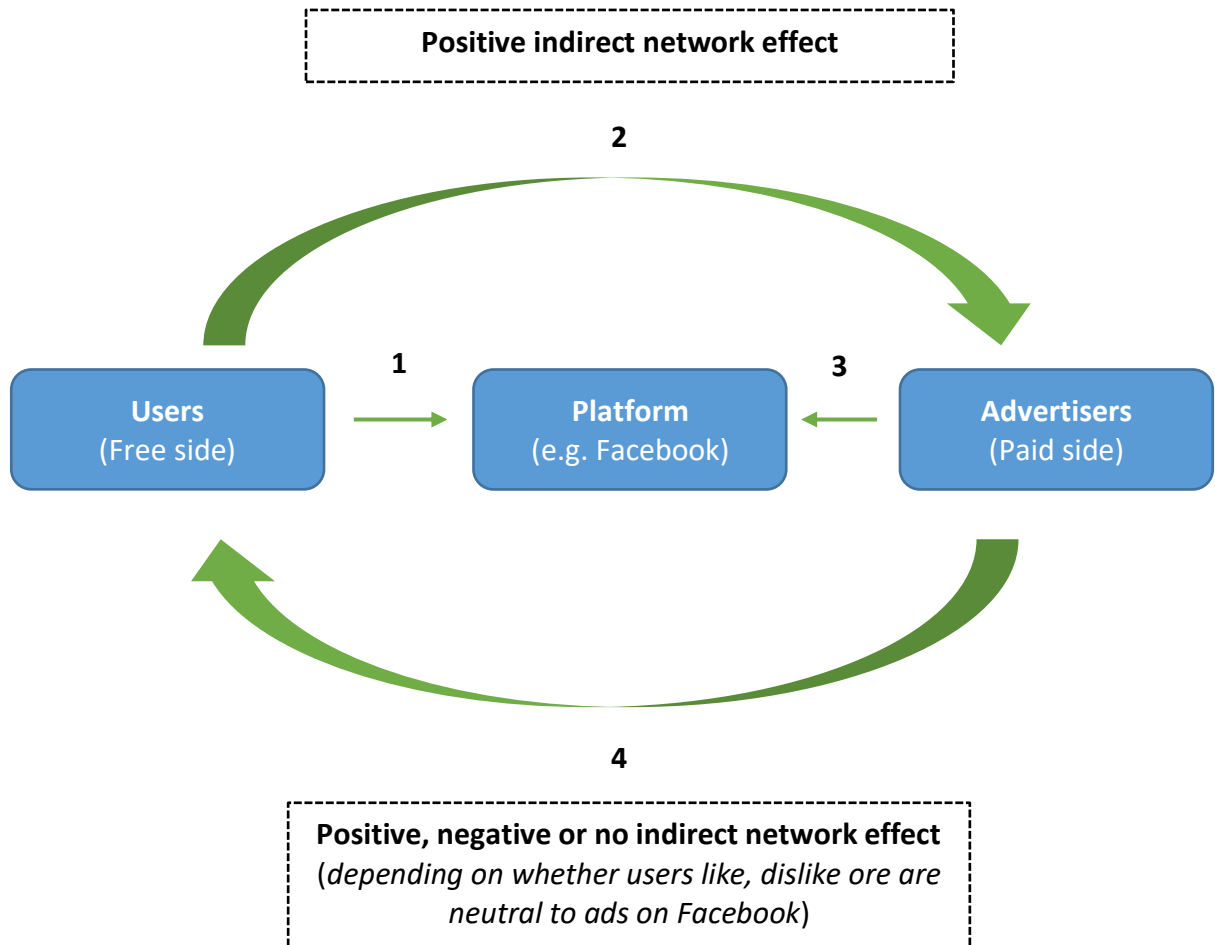 Positive indirect network effect
2
1
3
Users
(Free side)
Platform
(e.g. Facebook)
Advertisers
(Paid side)
4
Positive, negative or no indirect network effect
(depending on whether users like, dislike ore are
neutral to ads on Facebook)